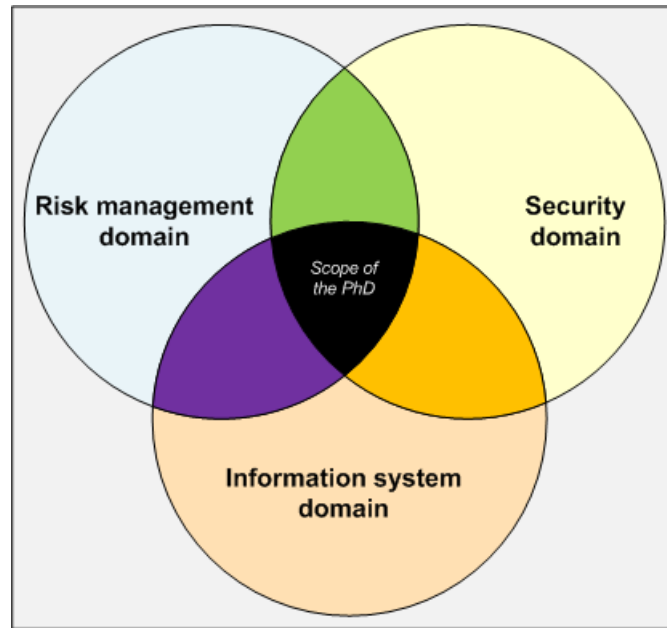 Risk management
domain
Security
domain
Scope of
the PhD
Information system
domain